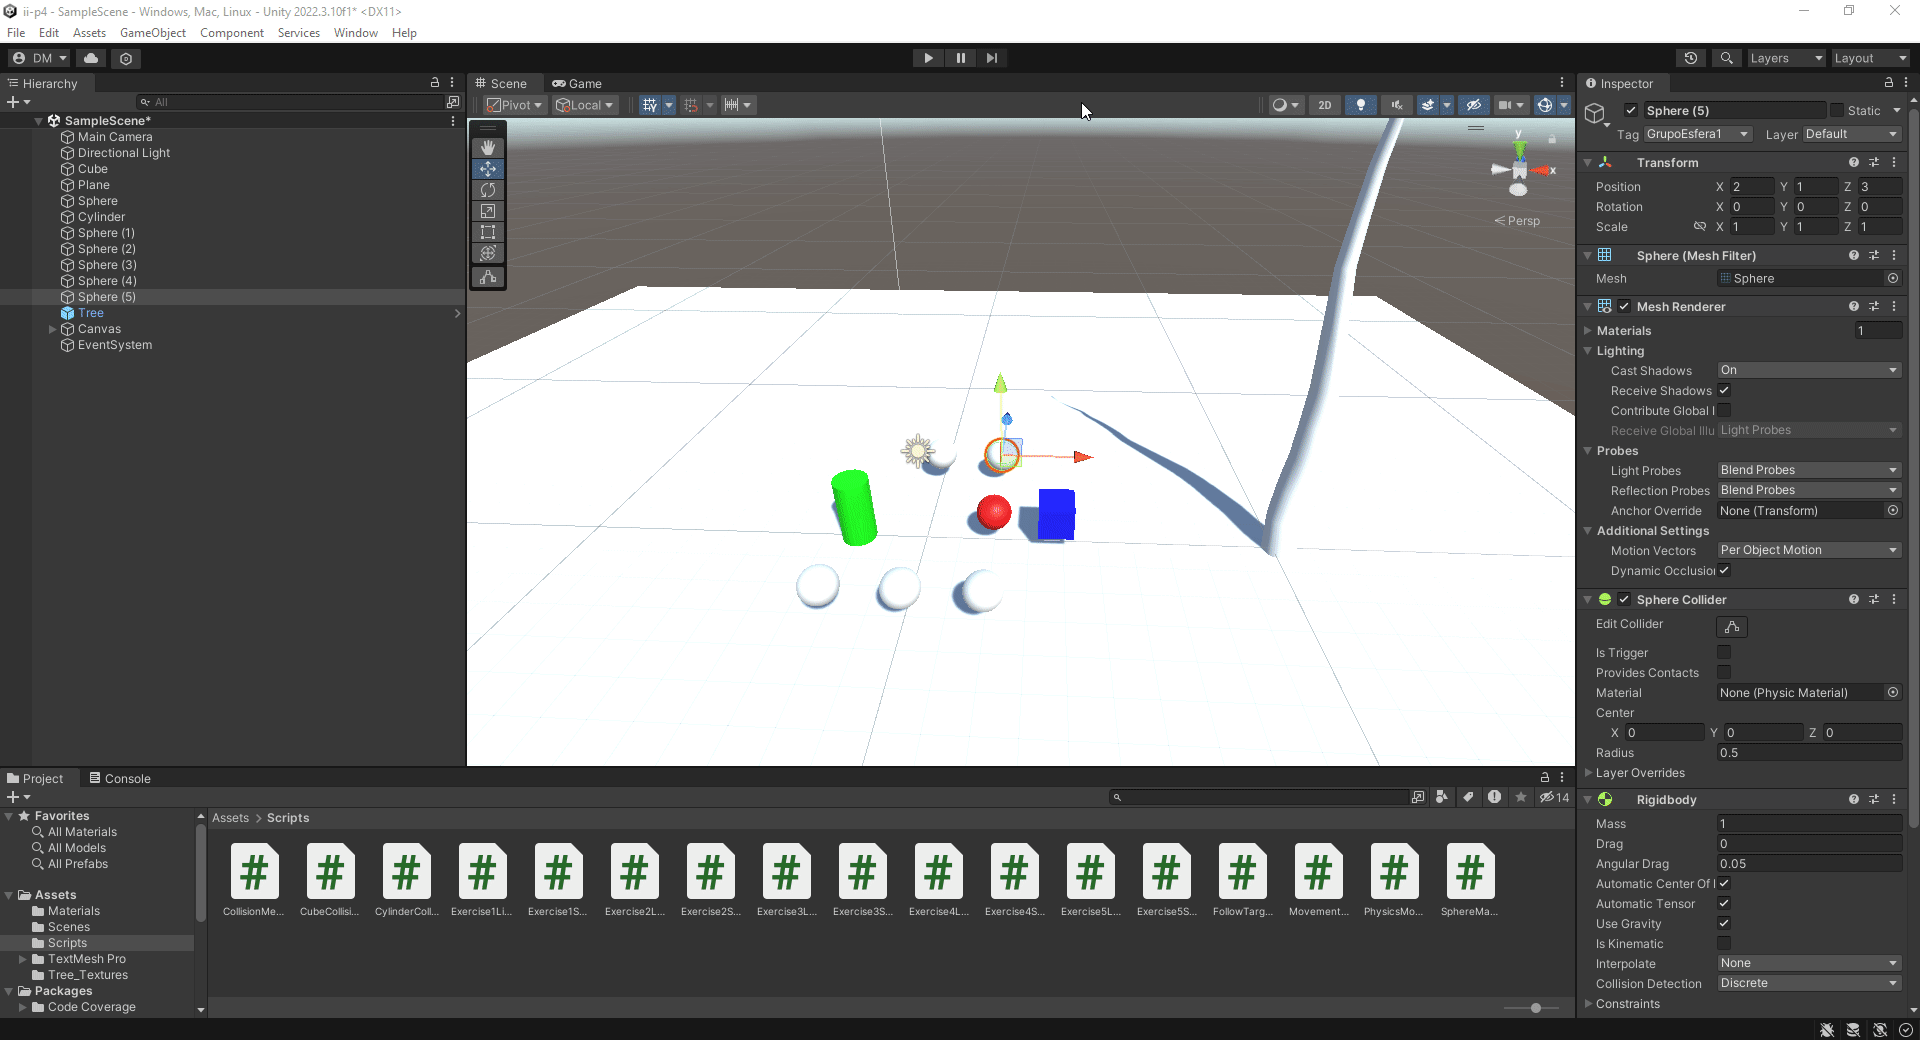 ii-p4 - SampleScene - Windows, Mac, Linux - Unity 2022.3.10f1* <DX11>
File Edit Assets GameObject Component Services Window Help
DM Layers Layout
Hierarchy
All
SampleScene*
Main Camera
Directional Light
Cube
Plane
Sphere
Cylinder
Sphere (1)
Sphere (2)
Sphere (3)
Sphere (4)
Sphere (5)
Tree
Canvas
EventSystem
Scene Game
Pivot Local 2D
y
x
Persp
Project Console
14
Favorites
All Materials
All Models
All Prefabs
Assets
Materials
Scenes
Scripts
TextMesh Pro
Tree_Textures
Packages
Code Coverage
Assets > Scripts
CollisionMe... CubeCollisi... CylinderColl... Exercise1Li... Exercise1S... Exercise2L... Exercise2S... Exercise3L... Exercise3S... Exercise4L... Exercise4S... Exercise5L... Exercise5S... FollowTarg... Movement... PhysicsMo... SphereMa...
Inspector
Sphere (5) Static
Tag GrupoEsfera1 Layer Default
Transform
Position X 2 Y 1 Z 3
Rotation X 0 Y 0 Z 0
Scale X 1 Y 1 Z 1
Sphere (Mesh Filter)
Mesh Sphere
Mesh Renderer
Materials 1
Lighting
Cast Shadows On
Receive Shadows
Contribute Global I
Receive Global Illu Light Probes
Probes
Light Probes Blend Probes
Reflection Probes Blend Probes
Anchor Override None (Transform)
Additional Settings
Motion Vectors Per Object Motion
Dynamic Occlusion
Sphere Collider
Edit Collider
Is Trigger
Provides Contacts
Material None (Physic Material)
Center
X 0 Y 0 Z 0
Radius 0.5
Layer Overrides
Rigidbody
Mass 1
Drag 0
Angular Drag 0.05
Automatic Center Of I
Automatic Tensor
Use Gravity
Is Kinematic
Interpolate None
Collision Detection Discrete
Constraints